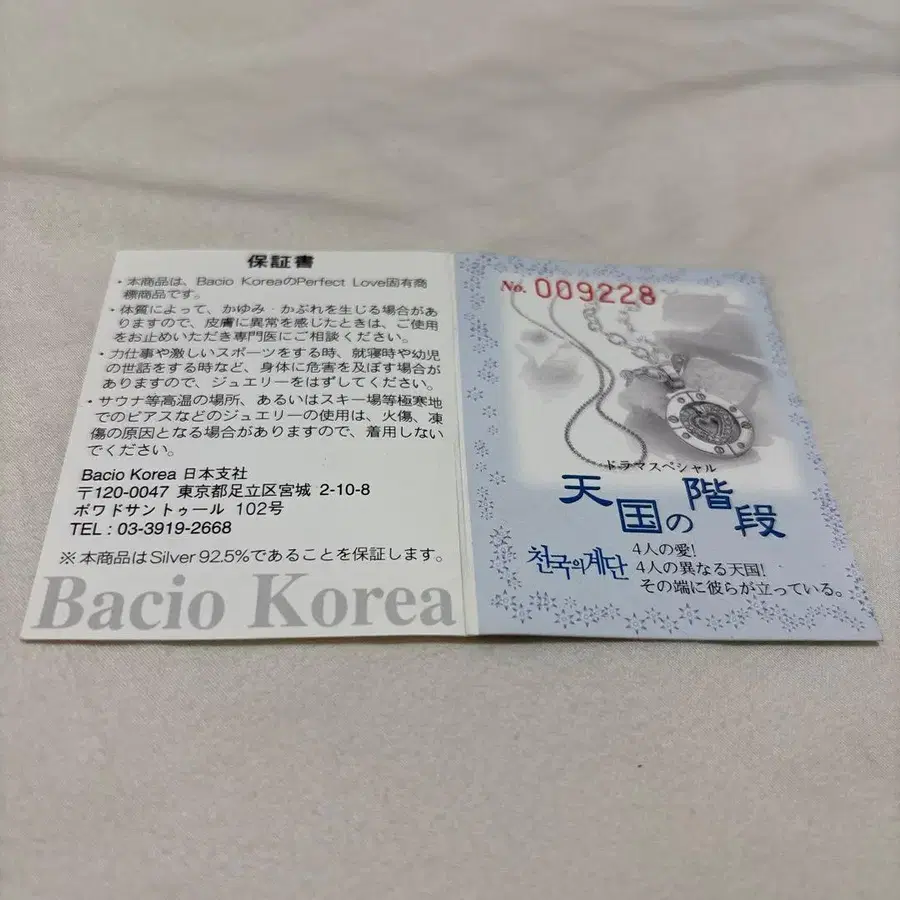 保証書
・本商品は、Bacio KoreaのPerfect Love固有商
標商品です。
・体質によって、かゆみ・かぶれを生じる場合があ
りますので、皮膚に異常を感じたときは、ご使用
をお止めいただき専門医にご相談ください。
・力仕事や激しいスポーツをする時、就寝時や幼児
の世話をする時など、身体に危害を及ぼす場合が
ありますので、ジュエリーをはずしてください。
・サウナ等高温の場所、あるいはスキー場等極寒地
でのピアスなどのジュエリーの使用は、火傷、凍
傷の原因となる場合がありますので、着用しない
でください。
Bacio Korea 日本支社
〒120-0047 東京都足立区宮城 2-10-8
ボワドサントゥール 102号
TEL : 03-3919-2668
※本商品はSilver 92.5%であることを保証します。
Bacio Korea
No. 009228
ドラマスペシャル
天国の階段
천국의계단
4人の愛!
4人の異なる天国!
その端に彼らが立っている。